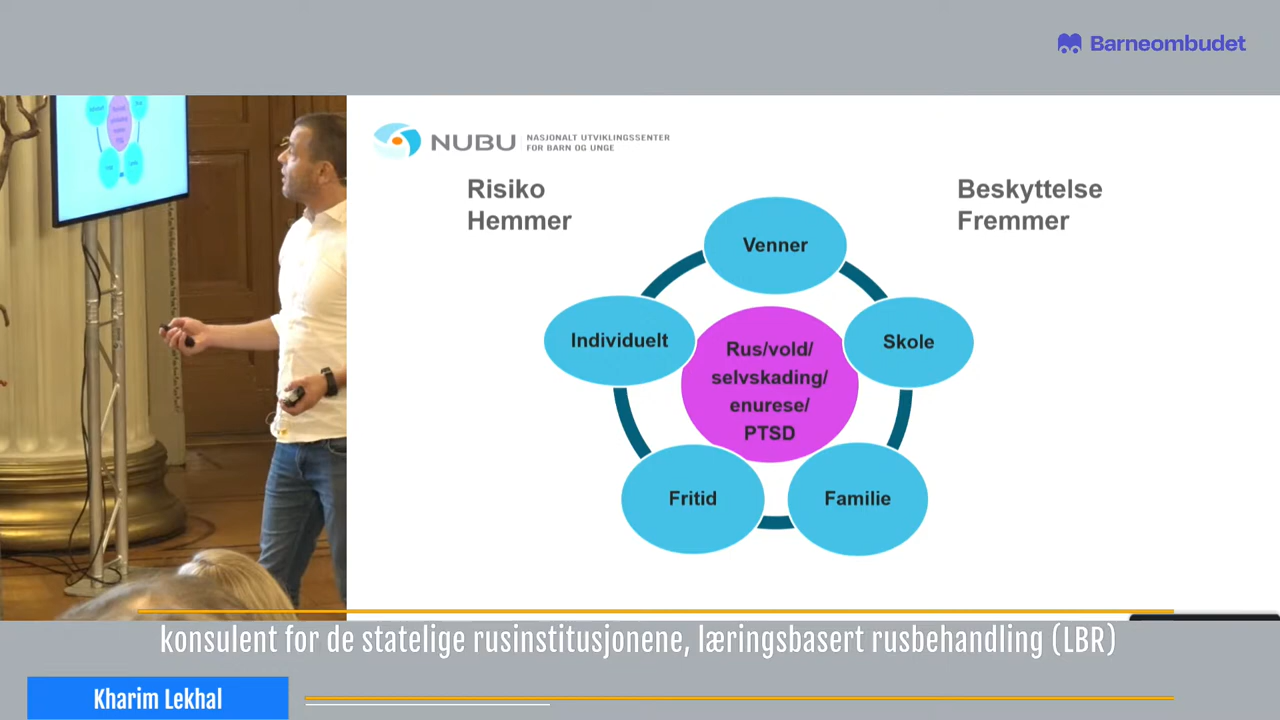 Barneombudet
NUBU
NASJONALT UTVIKLINGSSENTER
FOR BARN OG UNGE
Risiko
Hemmer
Beskyttelse
Fremmer
Venner
Individuelt
Skole
Rus/vold/
selvskading/
enurese/
PTSD
Fritid
Familie
konsulent for de statelige rusinstitusjonene, læringsbasert rusbehandling (LBR)
Kharim Lekhal